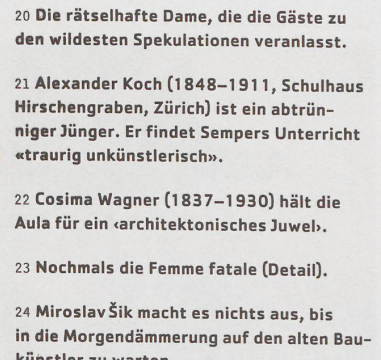 20 Die rätselhafte Dame, die die Gäste zu
den wildesten Spekulationen veranlasst.
21 Alexander Koch (1848–1911, Schulhaus
Hirschengraben, Zürich) ist ein abtrün-
niger Jünger. Er findet Sempers Unterricht
«traurig unkünstlerisch».
22 Cosima Wagner (1837–1930) hält die
Aula für ein ‹architektonisches Juwel›.
23 Nochmals die Femme fatale (Detail).
24 Miroslav Šik macht es nichts aus, bis
in die Morgendämmerung auf den alten Bau-
künstler zu warten.